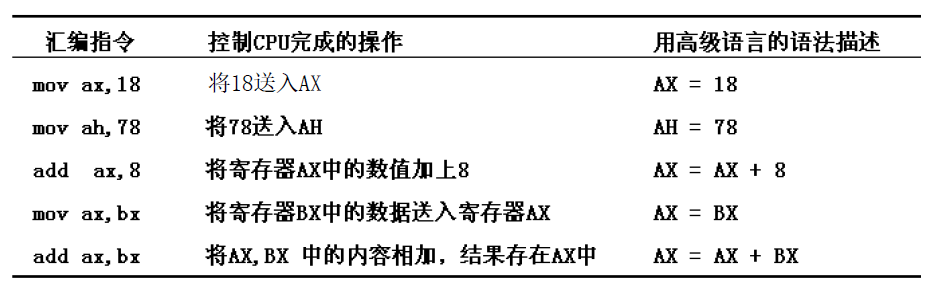 汇编指令 控制CPU完成的操作 用高级语言的语法描述
mov ax,18 将18送入AX AX = 18
mov ah,78 将78送入AH AH = 78
add ax,8 将寄存器AX中的数值加上8 AX = AX + 8
mov ax,bx 将寄存器BX中的数据送入寄存器AX AX = BX
add ax,bx 将AX,BX 中的内容相加，结果存在AX中 AX = AX + BX